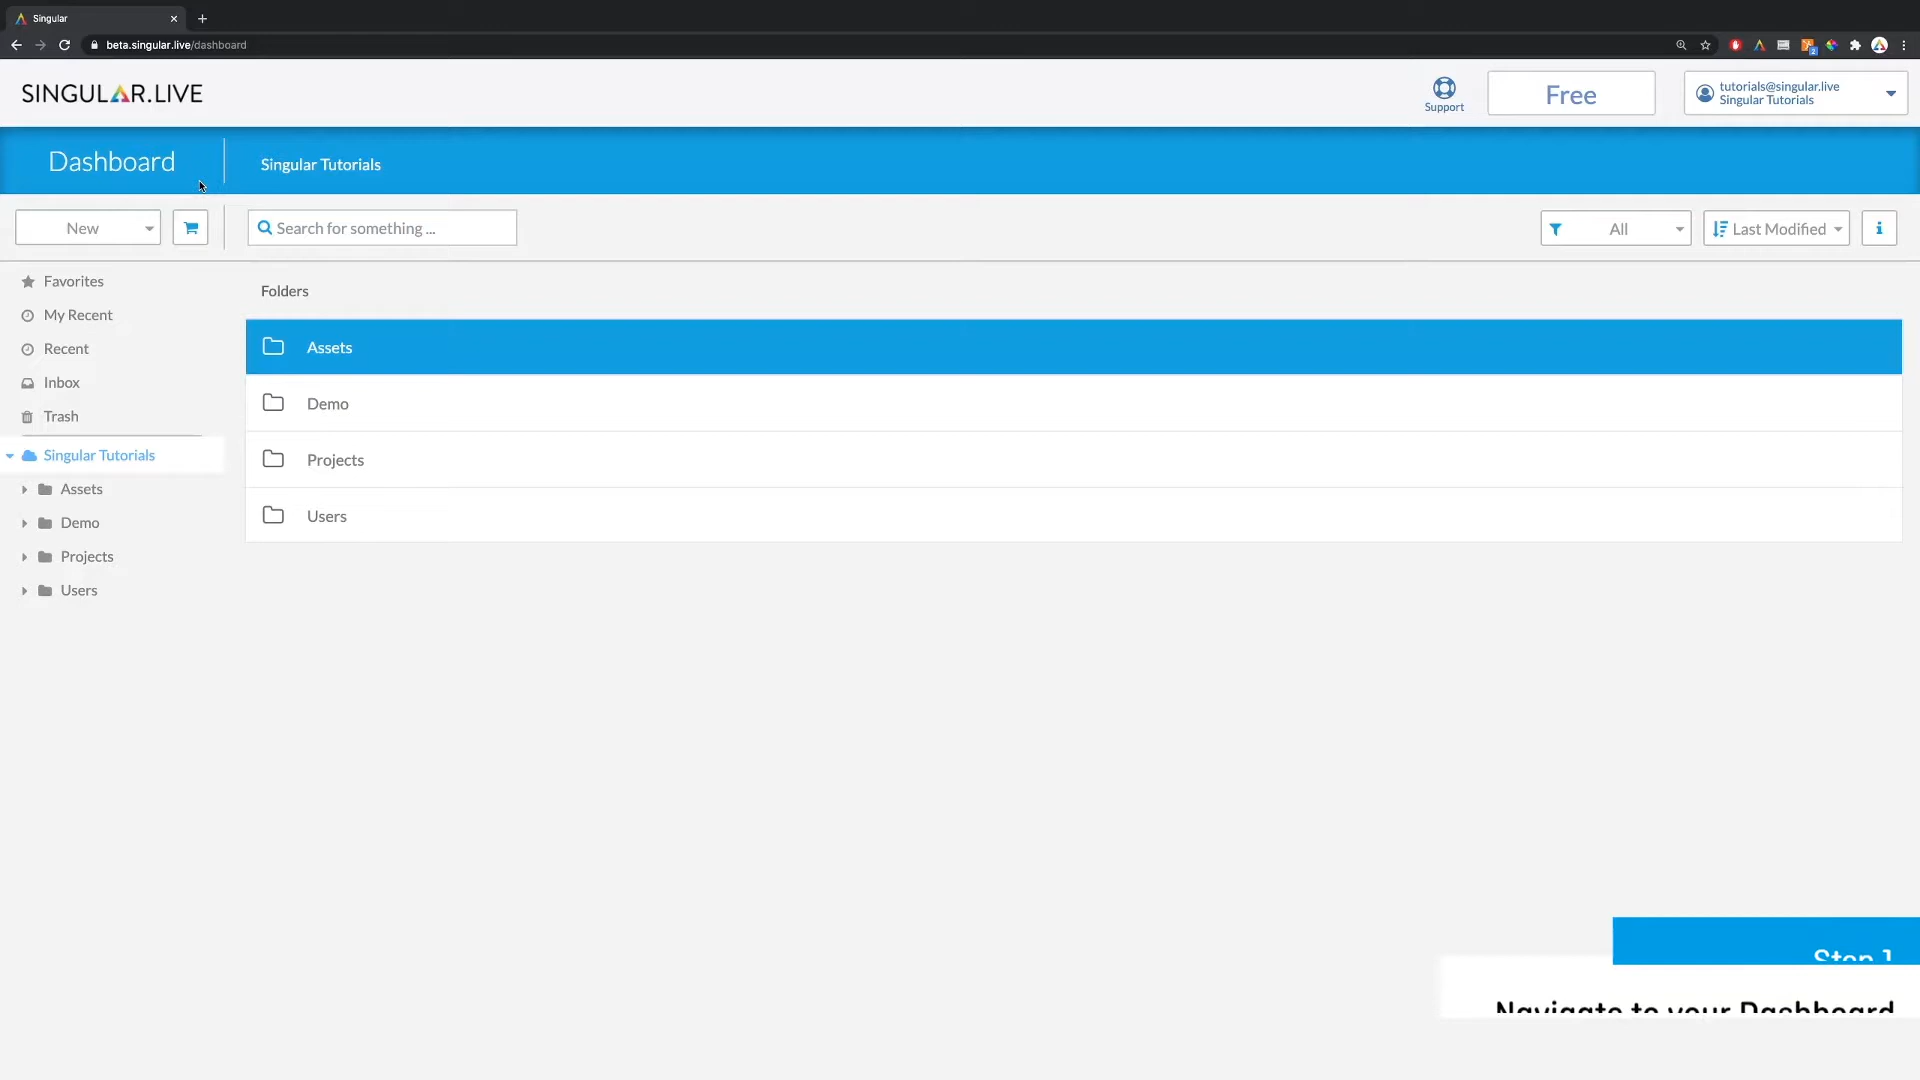 Singular
beta.singular.live/dashboard
2
SINGULAR.LIVE
Support
Free
tutorials@singular.live
Singular Tutorials
Dashboard
Singular Tutorials
New
Search for something ...
All
Last Modified
Favorites
My Recent
Recent
Inbox
Trash
Singular Tutorials
Assets
Demo
Projects
Users
Folders
Assets
Demo
Projects
Users
Step 1
Navigate to your Dashboard